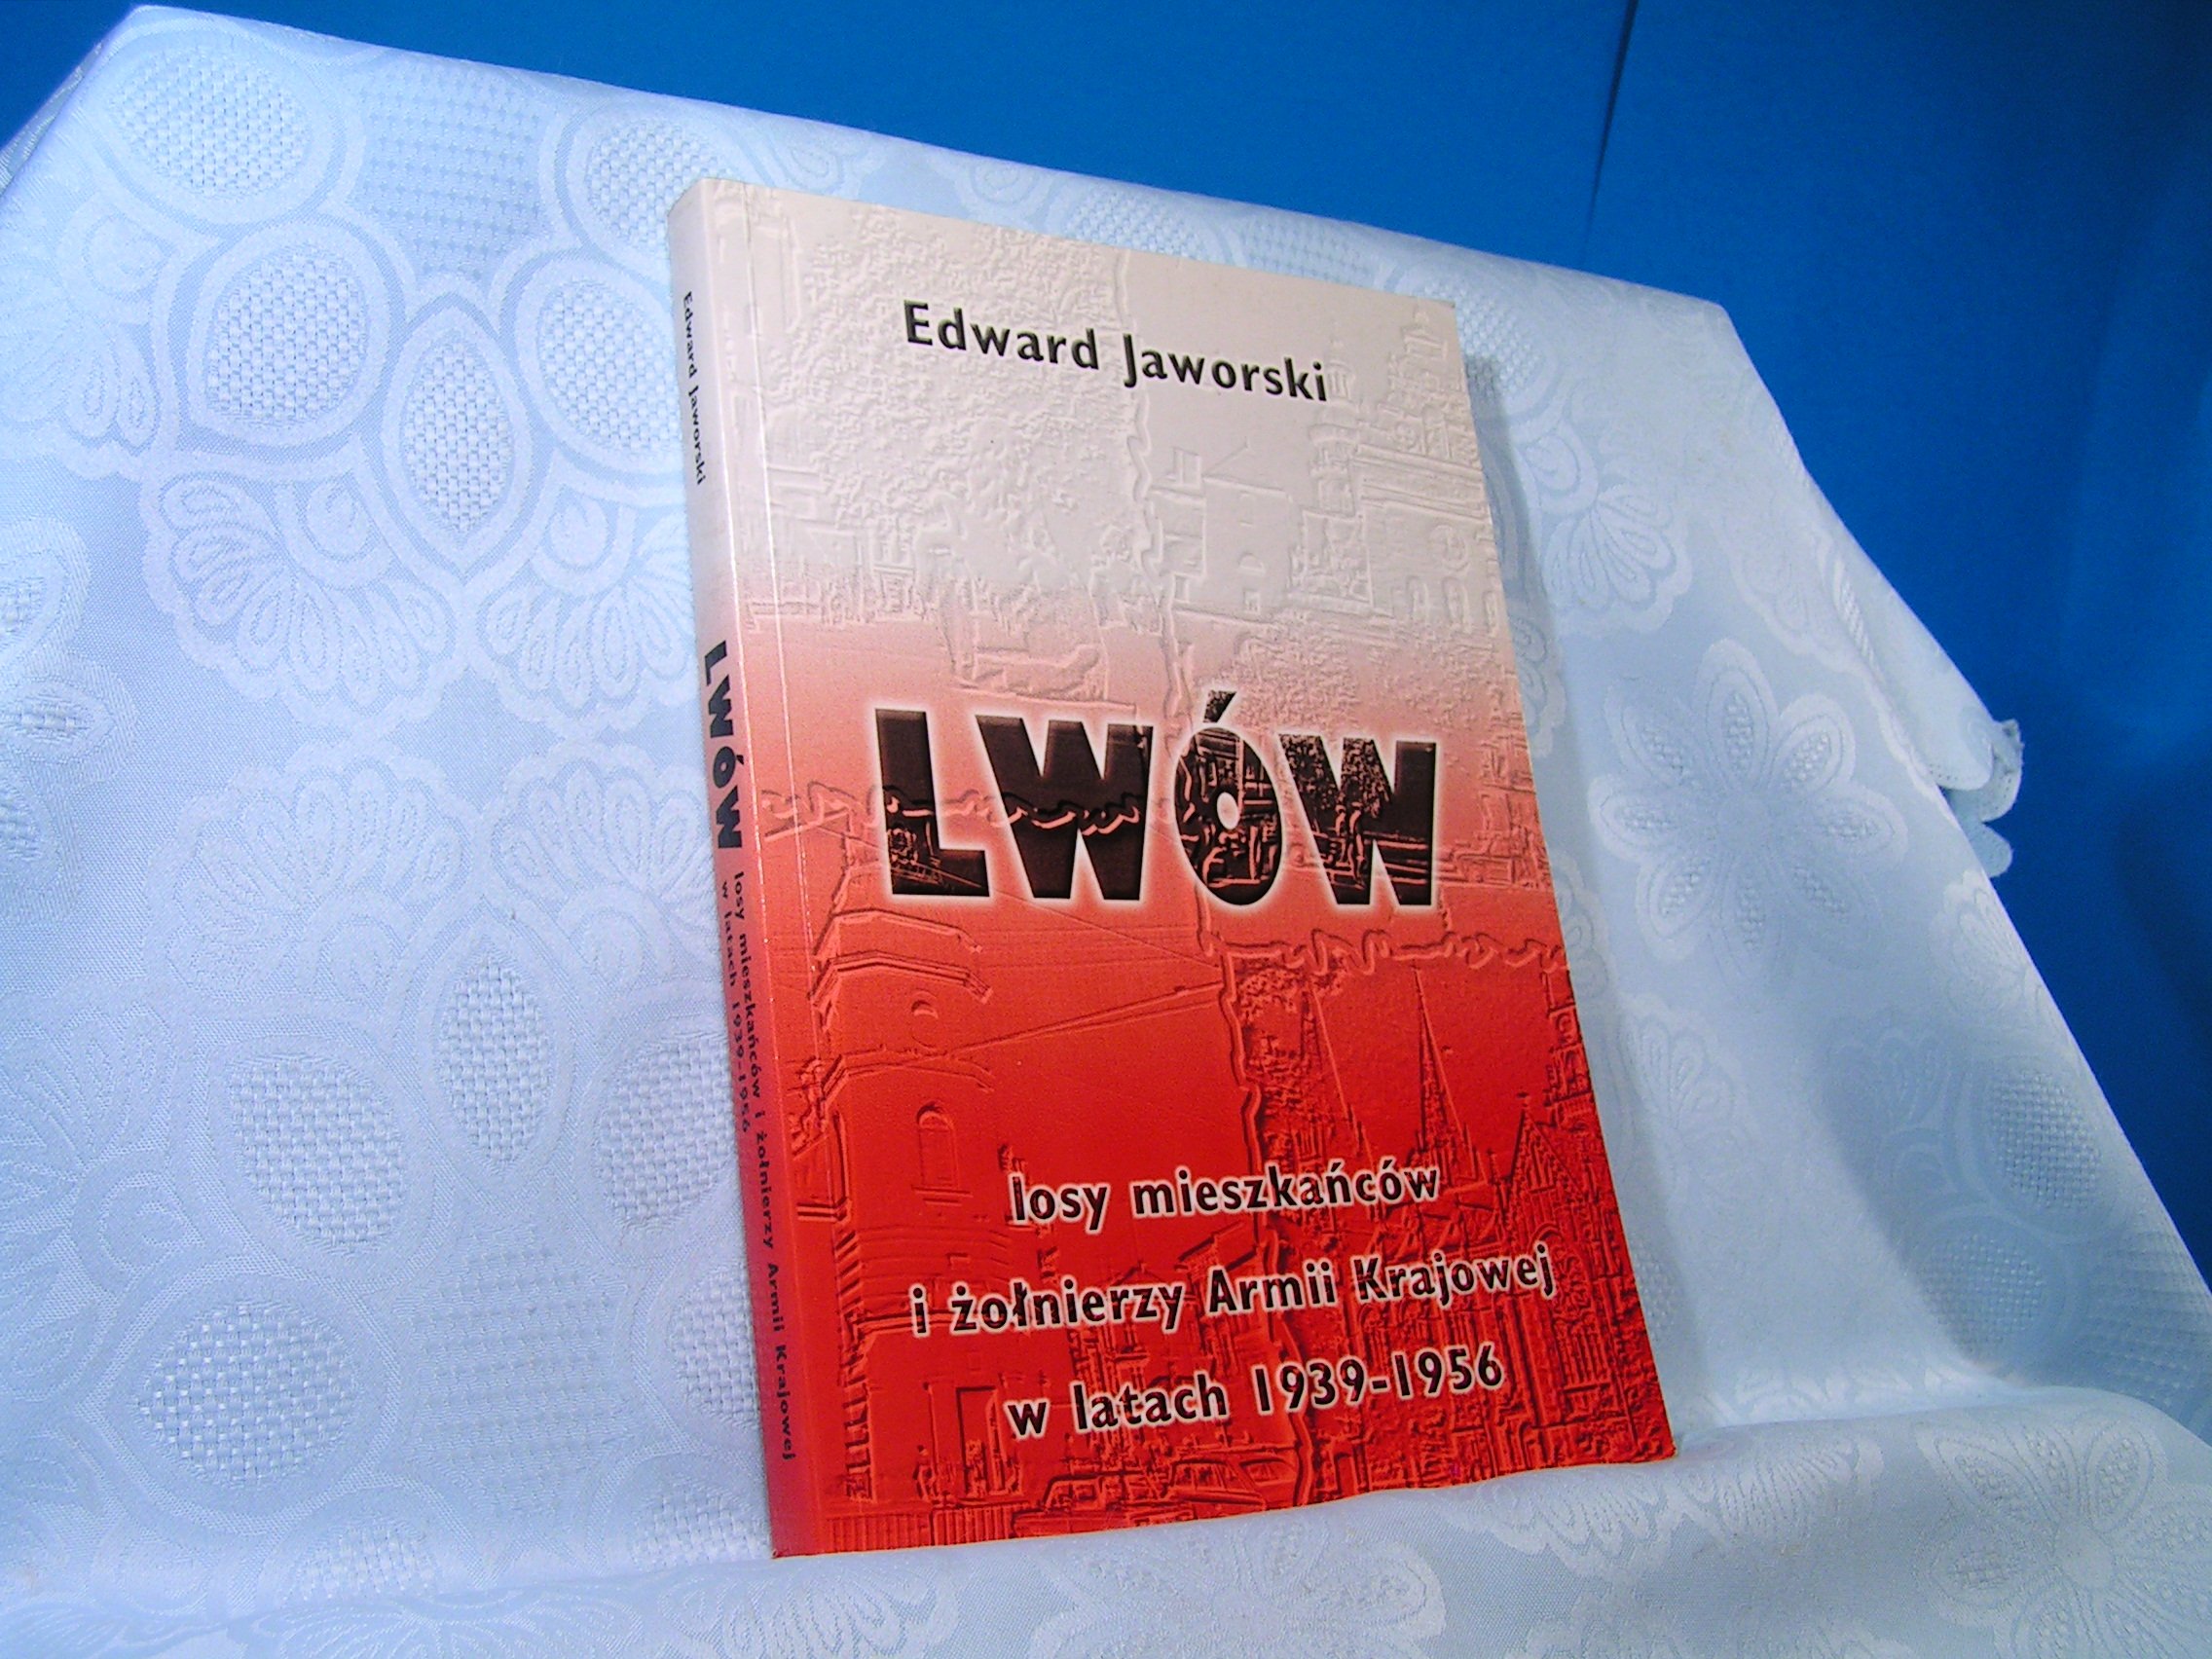 Edward Jaworski
LWÓW
losy mieszkańców
i żołnierzy Armii Krajowej
w latach 1939-1956
Edward Jaworski
LWÓW
losy mieszkańców i żołnierzy Armii Krajowej
w latach 1939-1956